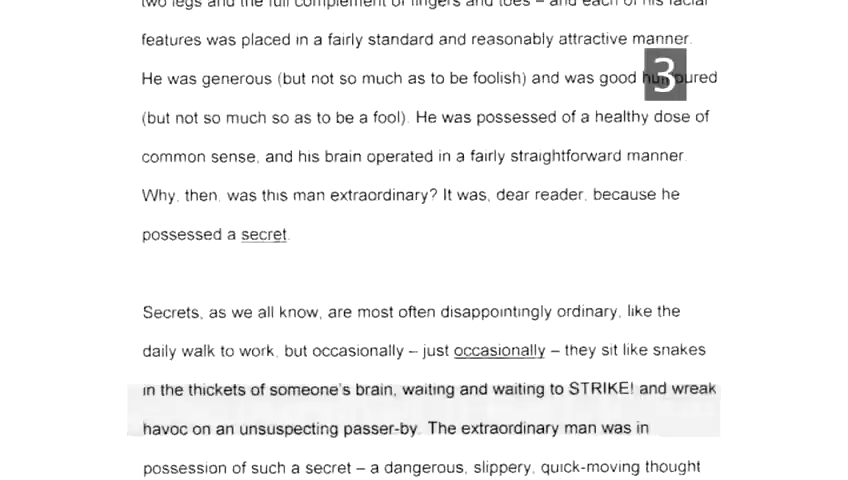 two legs and the full complement of fingers and toes – and each of his facial
features was placed in a fairly standard and reasonably attractive manner.
He was generous (but not so much as to be foolish) and was good humoured
3
(but not so much so as to be a fool). He was possessed of a healthy dose of
common sense, and his brain operated in a fairly straightforward manner.
Why, then, was this man extraordinary? It was, dear reader, because he
possessed a secret.
Secrets, as we all know, are most often disappointingly ordinary, like the
daily walk to work, but occasionally – just occasionally – they sit like snakes
in the thickets of someone's brain, waiting and waiting to STRIKE! and wreak
havoc on an unsuspecting passer-by. The extraordinary man was in
possession of such a secret – a dangerous, slippery, quick-moving thought